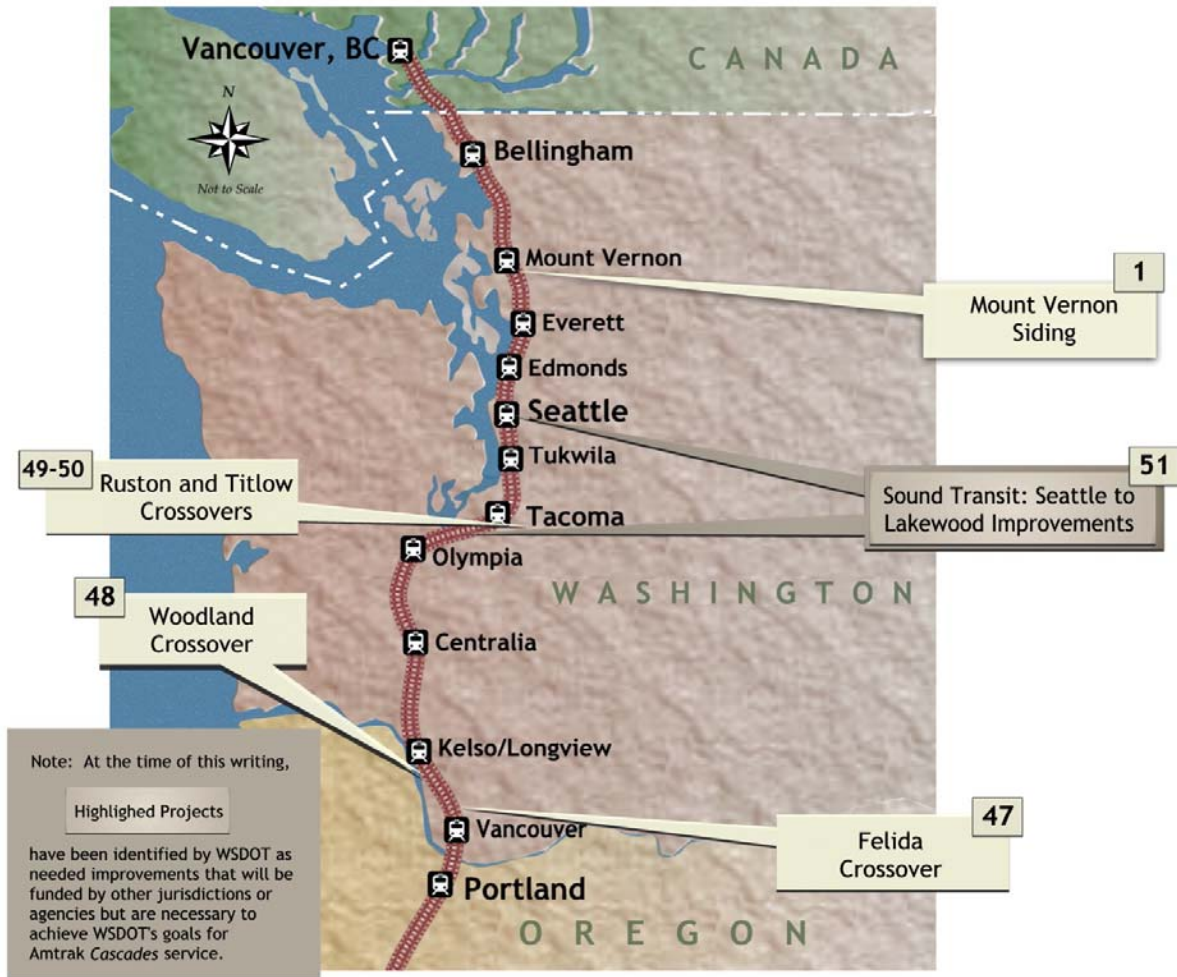 Vancouver, BC
CANADA
N
Not to Scale
Bellingham
Mount Vernon
1
Mount Vernon
Siding
Everett
Edmonds
Seattle
Tukwila
49-50
Ruston and Titlow
Crossovers
51
Sound Transit: Seattle to
Lakewood Improvements
Tacoma
Olympia
WASHINGTON
48
Woodland
Crossover
Centralia
Kelso/Longview
Vancouver
47
Felida
Crossover
Portland
OREGON
Note: At the time of this writing,
Highlighed Projects
have been identified by WSDOT as
needed improvements that will be
funded by other jurisdictions or
agencies but are necessary to
achieve WSDOT's goals for
Amtrak Cascades service.